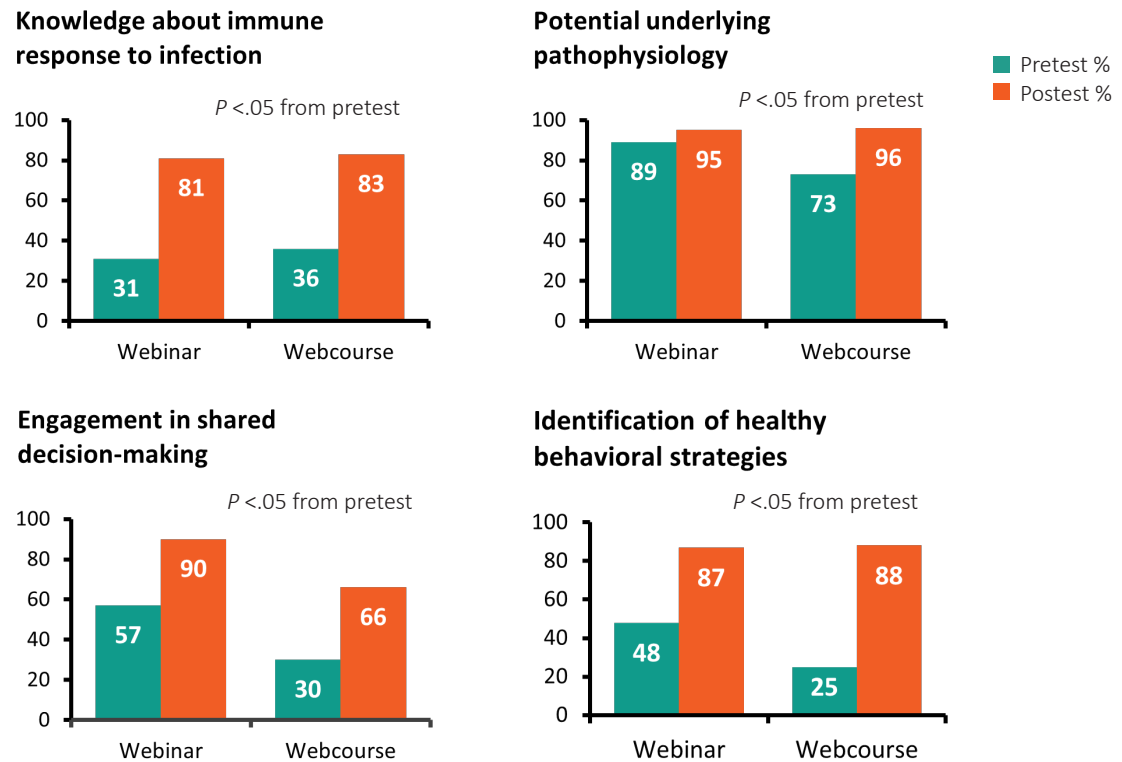 Knowledge about immune
response to infection
P <.05 from pretest
100
80
60
40
20
0
31
81
36
83
Webinar
Webcourse
Potential underlying
pathophysiology
P <.05 from pretest
100
80
60
40
20
0
89
95
73
96
Webinar
Webcourse
Pretest %
Postest %
Engagement in shared
decision-making
P <.05 from pretest
100
80
60
40
20
0
57
90
30
66
Webinar
Webcourse
Identification of healthy
behavioral strategies
P <.05 from pretest
100
80
60
40
20
0
48
87
25
88
Webinar
Webcourse